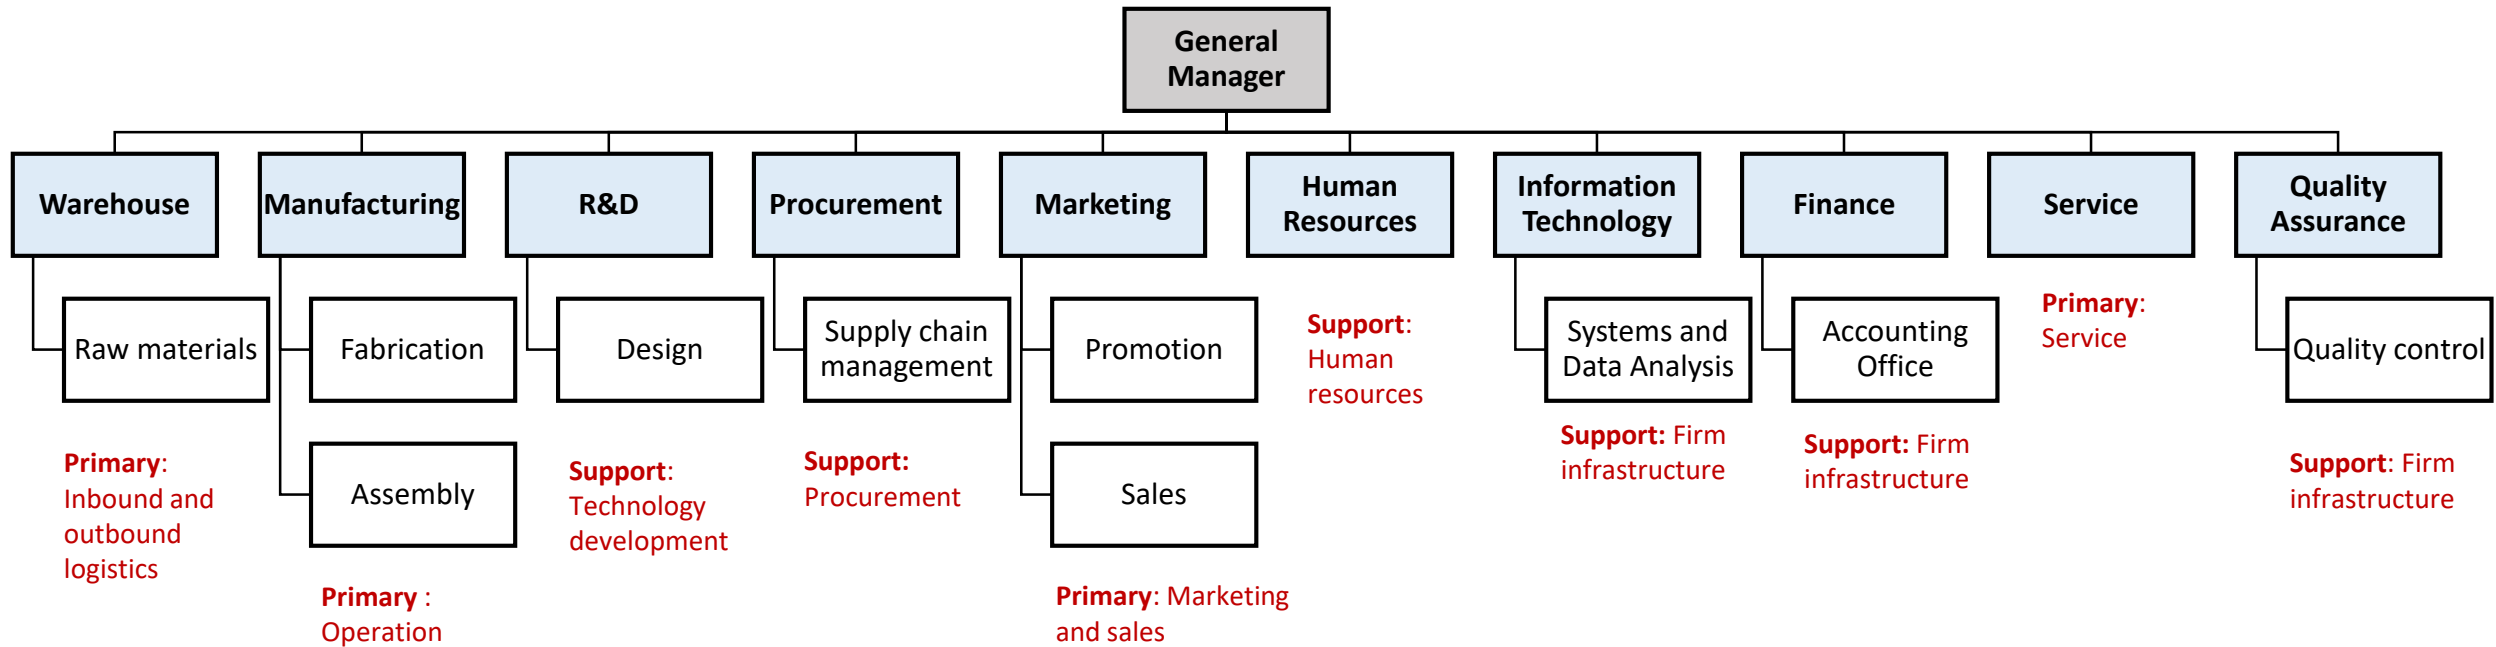 General
Manager
Warehouse
Manufacturing
R&D
Procurement
Marketing
Human
Resources
Information
Technology
Finance
Service
Quality
Assurance
Raw materials
Fabrication
Design
Supply chain
management
Promotion
Support:
Human
resources
Systems and
Data Analysis
Accounting
Office
Primary:
Service
Quality control
Primary:
Inbound and
outbound
logistics
Assembly
Support:
Technology
development
Support:
Procurement
Sales
Support: Firm
infrastructure
Support: Firm
infrastructure
Support: Firm
infrastructure
Primary :
Operation
Primary: Marketing
and sales